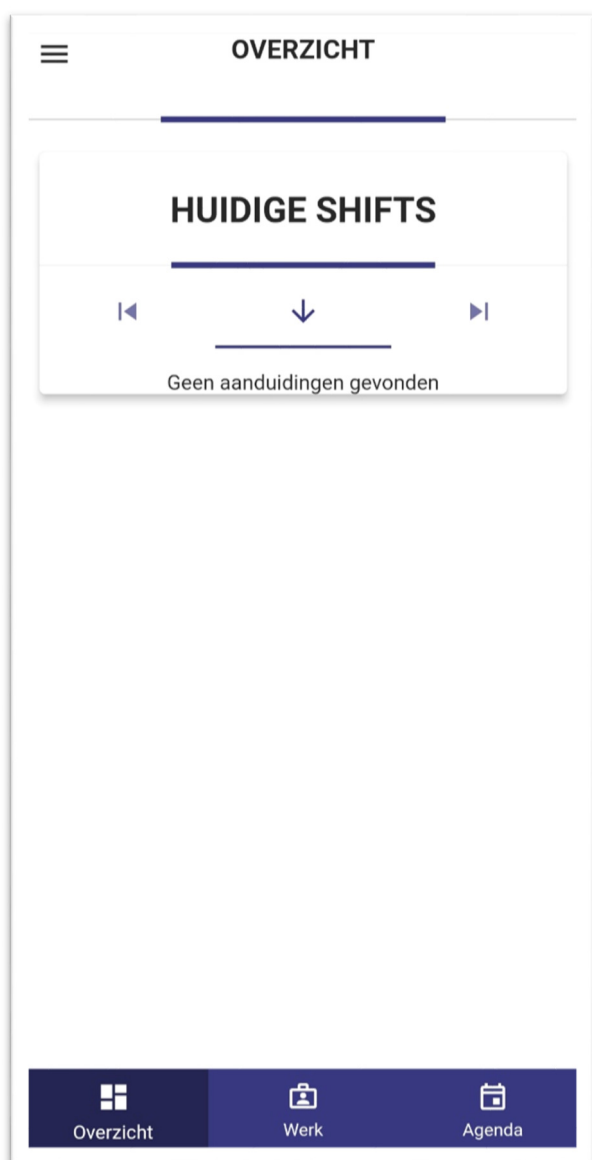 OVERZICHT
HUIDIGE SHIFTS
Geen aanduidingen gevonden
Overzicht
Werk
Agenda